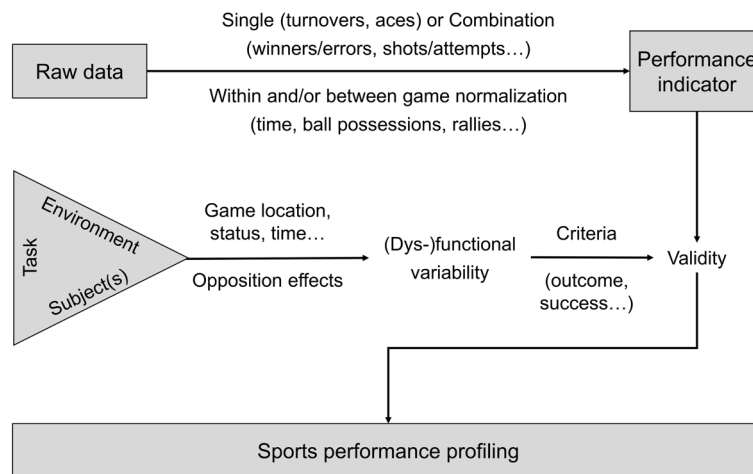 Single (turnovers, aces) or Combination
(winners/errors, shots/attempts…)
Raw data
Performance
indicator
Within and/or between game normalization
(time, ball possessions, rallies…)
Environment
Task
Subject(s)
Game location,
status, time…
Opposition effects
(Dys-)functional
variability
Criteria
(outcome,
success…)
Validity
Sports performance profiling